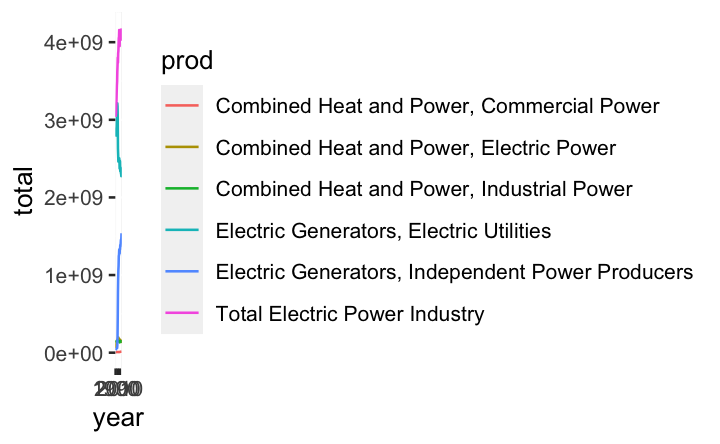 prod
4e+09
3e+09
2e+09
1e+09
0e+00
total
Combined Heat and Power, Commercial Power
Combined Heat and Power, Electric Power
Combined Heat and Power, Industrial Power
Electric Generators, Electric Utilities
Electric Generators, Independent Power Producers
Total Electric Power Industry
year